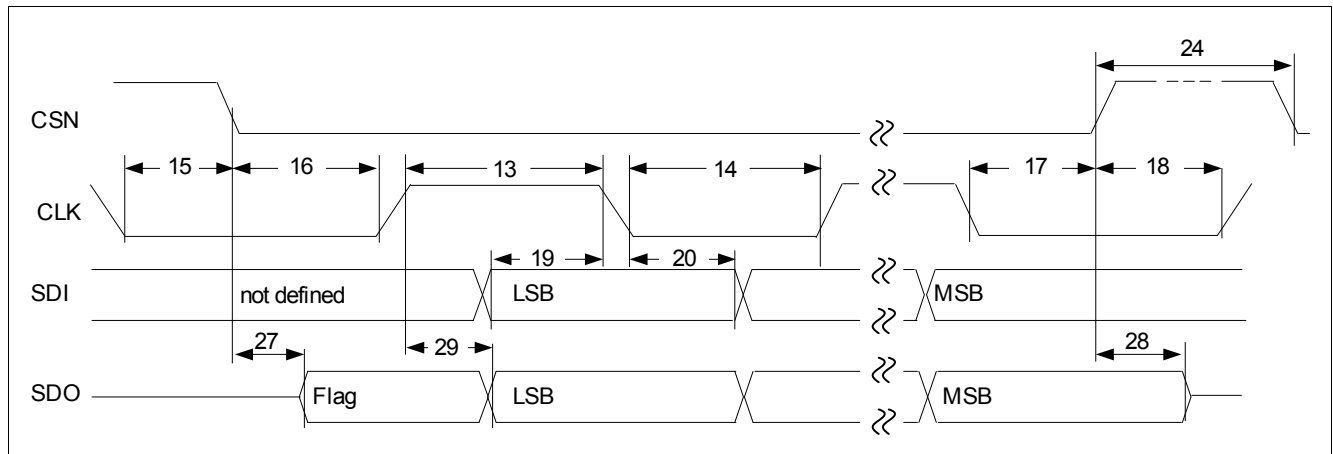 24
CSN
15
16
13
14
17
18
CLK
19
20
SDI
not defined
LSB
MSB
27
29
28
SDO
Flag
LSB
MSB